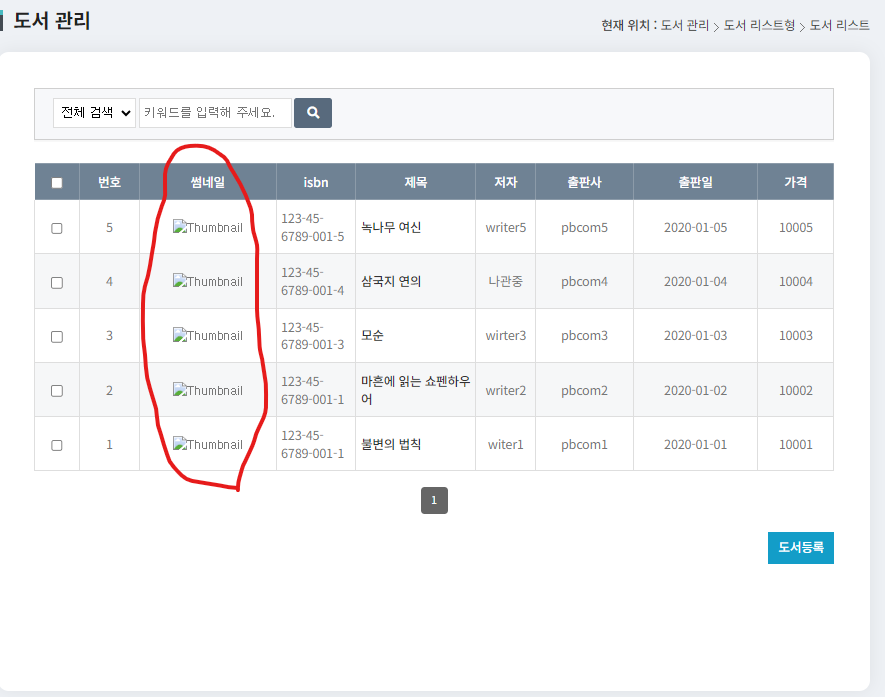 도서 관리
현재 위치 : 도서 관리 > 도서 리스트형 > 도서 리스트
전체 검색 키워드를 입력해 주세요.
번호 썸네일 isbn 제목 저자 출판사 출판일 가격
5 Thumbnail 123-45-6789-001-5 녹나무 여신 writer5 pbcom5 2020-01-05 10005
4 Thumbnail 123-45-6789-001-4 삼국지 연의 나관중 pbcom4 2020-01-04 10004
3 Thumbnail 123-45-6789-001-3 모순 wirter3 pbcom3 2020-01-03 10003
2 Thumbnail 123-45-6789-001-1 마흔에 읽는 쇼펜하우어 writer2 pbcom2 2020-01-02 10002
1 Thumbnail 123-45-6789-001-1 불변의 법칙 witer1 pbcom1 2020-01-01 10001
1
도서등록